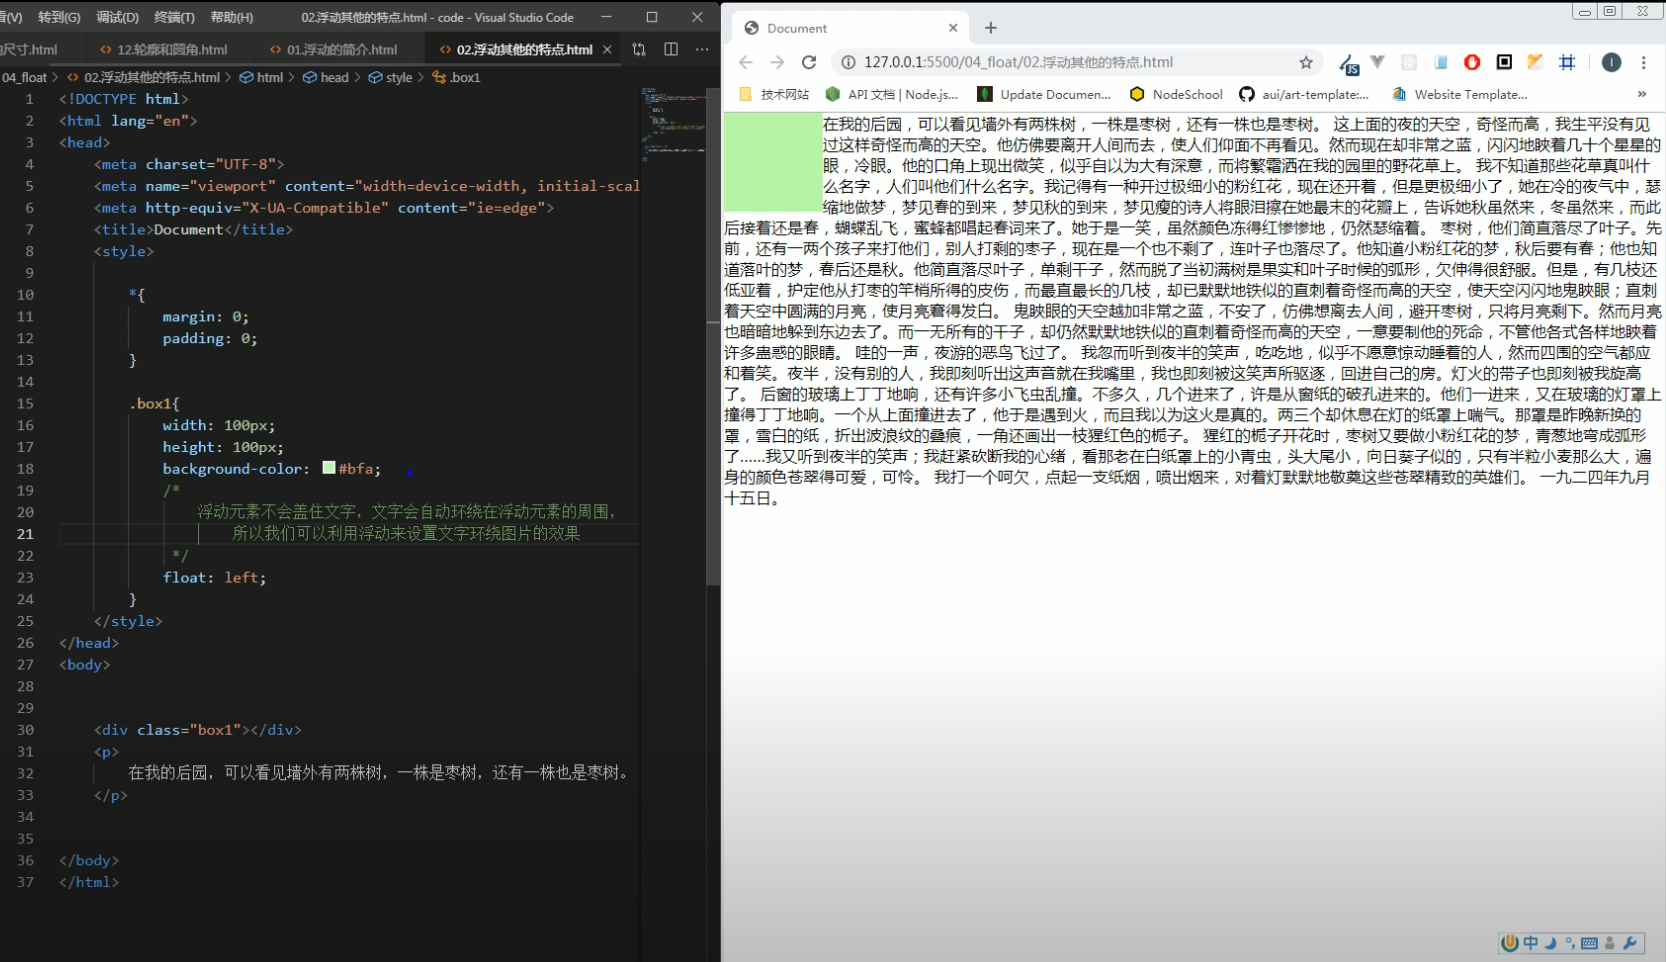 看(V) 转到(G) 调试(D) 终端(T) 帮助(H) 02.浮动其他的特点.html - code - Visual Studio Code
的尺寸.html 12.轮廓和圆角.html 01.浮动的简介.html 02.浮动其他的特点.html
04_float > 02.浮动其他的特点.html > html > head > style > .box1
1 <!DOCTYPE html>
2 <html lang="en">
3 <head>
4 <meta charset="UTF-8">
5 <meta name="viewport" content="width=device-width, initial-scal
6 <meta http-equiv="X-UA-Compatible" content="ie=edge">
7 <title>Document</title>
8 <style>
9
10 *{
11 margin: 0;
12 padding: 0;
13 }
14
15 .box1{
16 width: 100px;
17 height: 100px;
18 background-color: #bfa;
19 /*
20 浮动元素不会盖住文字，文字会自动环绕在浮动元素的周围，
21 所以我们可以利用浮动来设置文字环绕图片的效果
22 */
23 float: left;
24 }
25 </style>
26 </head>
27 <body>
28
29
30 <div class="box1"></div>
31 <p>
32 在我的后园，可以看见墙外有两株树，一株是枣树，还有一株也是枣树。
33 </p>
34
35
36 </body>
37 </html>
Document
127.0.0.1:5500/04_float/02.浮动其他的特点.html
JS I
技术网站 API 文档 | Node.js... Update Documen... NodeSchool aui/art-template:... Website Template... »
在我的后园，可以看见墙外有两株树，一株是枣树，还有一株也是枣树。 这上面的夜的天空，奇怪而高，我生平没有见
过这样奇怪而高的天空。他仿佛要离开人间而去，使人们仰面不再看见。然而现在却非常之蓝，闪闪地䀹着几十个星星的
眼，冷眼。他的口角上现出微笑，似乎自以为大有深意，而将繁霜洒在我的园里的野花草上。 我不知道那些花草真叫什
么名字，人们叫他们什么名字。我记得有一种开过极细小的粉红花，现在还开着，但是更极细小了，她在冷的夜气中，瑟
缩地做梦，梦见春的到来，梦见秋的到来，梦见瘦的诗人将眼泪擦在她最末的花瓣上，告诉她秋虽然来，冬虽然来，而此
后接着还是春，蝴蝶乱飞，蜜蜂都唱起春词来了。她于是一笑，虽然颜色冻得红惨惨地，仍然瑟缩着。 枣树，他们简直落尽了叶子。先
前，还有一两个孩子来打他们，别人打剩的枣子，现在是一个也不剩了，连叶子也落尽了。他知道小粉红花的梦，秋后要有春；他也知
道落叶的梦，春后还是秋。他简直落尽叶子，单剩干子，然而脱了当初满树是果实和叶子时候的弧形，欠伸得很舒服。但是，有几枝还
低亚着，护定他从打枣的竿梢所得的皮伤，而最直最长的几枝，却已默默地铁似的直刺着奇怪而高的天空，使天空闪闪地鬼䀹眼；直刺
着天空中圆满的月亮，使月亮窘得发白。 鬼䀹眼的天空越加非常之蓝，不安了，仿佛想离去人间，避开枣树，只将月亮剩下。然而月亮
也暗暗地躲到东边去了。而一无所有的干子，却仍然默默地铁似的直刺着奇怪而高的天空，一意要制他的死命，不管他各式各样地䀹着
许多蛊惑的眼睛。 哇的一声，夜游的恶鸟飞过了。 我忽而听到夜半的笑声，吃吃地，似乎不愿意惊动睡着的人，然而四围的空气都应
和着笑。夜半，没有别的人，我即刻听出这声音就在我嘴里，我也即刻被这笑声所驱逐，回进自己的房。灯火的带子也即刻被我旋高
了。 后窗的玻璃上丁丁地响，还有许多小飞虫乱撞。不多久，几个进来了，许是从窗纸的破孔进来的。他们一进来，又在玻璃的灯罩上
撞得丁丁地响。一个从上面撞进去了，他于是遇到火，而且我以为这火是真的。两三个却休息在灯的纸罩上喘气。那罩是昨晚新换的
罩，雪白的纸，折出波浪纹的叠痕，一角还画出一枝猩红色的栀子。 猩红的栀子开花时，枣树又要做小粉红花的梦，青葱地弯成弧形
了……我又听到夜半的笑声；我赶紧砍断我的心绪，看那老在白纸罩上的小青虫，头大尾小，向日葵子似的，只有半粒小麦那么大，遍
身的颜色苍翠得可爱，可怜。 我打一个呵欠，点起一支纸烟，喷出烟来，对着灯默默地敬奠这些苍翠精致的英雄们。 一九二四年九月
十五日。
中